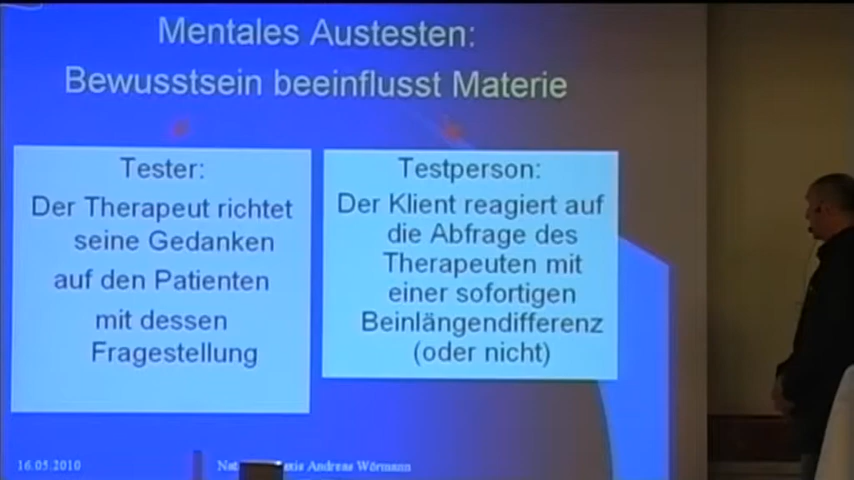 Mentales Austesten:
Bewusstsein beeinflusst Materie
Tester:
Der Therapeut richtet
seine Gedanken
auf den Patienten
mit dessen
Fragestellung
Testperson:
Der Klient reagiert auf
die Abfrage des
Therapeuten mit
einer sofortigen
Beinlängendifferenz
(oder nicht)
16.05.2010
Andreas Wörmann